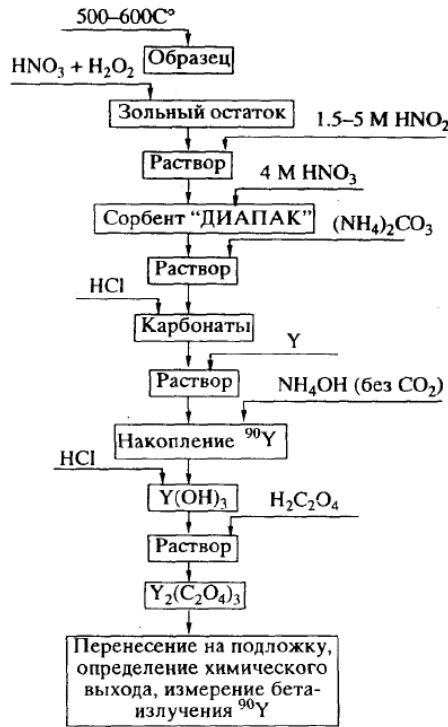 500–600C°
Образец
HNO₃ + H₂O₂
Зольный остаток
1.5–5 М HNO₂
Раствор
4 М HNO₃
Сорбент “ДИАПАК”
(NH₄)₂CO₃
Раствор
HCl
Карбонаты
Y
Раствор
NH₄OH (без CO₂)
Накопление ⁹⁰Y
HCl
Y(OH)₃
H₂C₂O₄
Раствор
Y₂(C₂O₄)₃
Перенесение на подложку,
определение химического
выхода, измерение бета-
излучения ⁹⁰Y